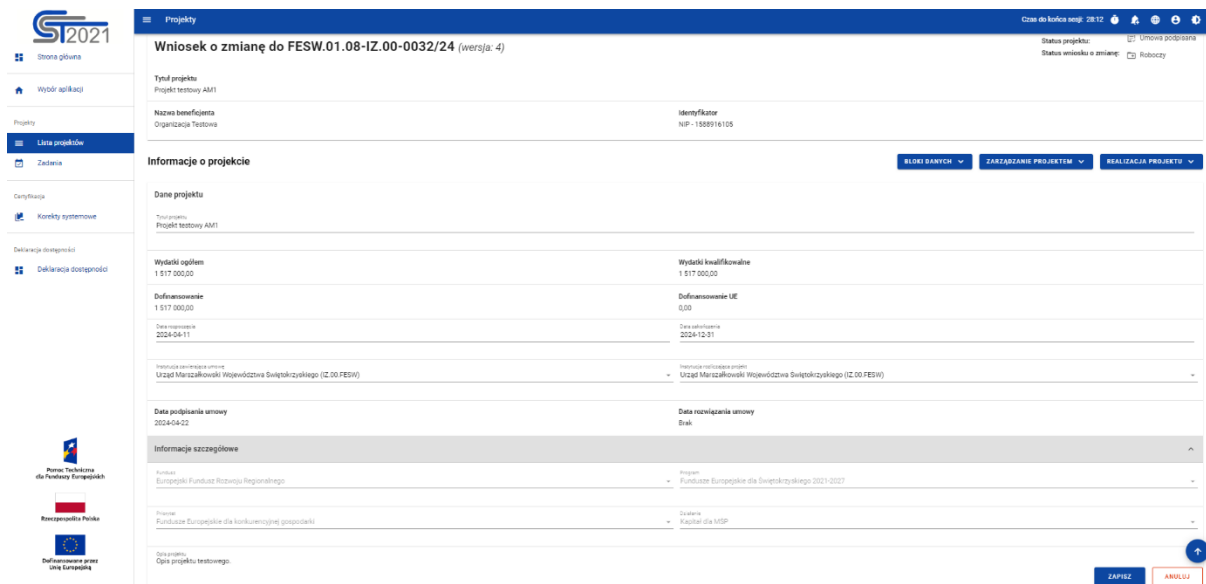 CST2021
Projekty
Czas do końca sesji: 28:12
Strona główna
Wybór aplikacji
Projekty
Lista projektów
Zadania
Certyfikacja
Korekty systemowe
Deklaracja dostępności
Deklaracja dostępności
Pomoc Techniczna
dla Funduszy Europejskich
Rzeczpospolita Polska
Dofinansowane przez
Unię Europejską
Wniosek o zmianę do FESW.01.08-IZ.00-0032/24 (wersja: 4)
Status projektu: Umowa podpisana
Status wniosku o zmianę: Roboczy
Tytuł projektu
Projekt testowy AM1
Nazwa beneficjenta Identyfikator
Organizacja Testowa NIP - 1588916105
Informacje o projekcie BLOKI DANYCH ZARZĄDZANIE PROJEKTEM REALIZACJA PROJEKTU
Dane projektu
Tytuł projektu
Projekt testowy AM1
Wydatki ogółem Wydatki kwalifikowalne
1 517 000,00 1 517 000,00
Dofinansowanie Dofinansowanie UE
1 517 000,00 0,00
Data rozpoczęcia Data zakończenia
2024-04-11 2024-12-31
Instytucja zawierająca umowę Instytucja rozliczająca projekt
Urząd Marszałkowski Województwa Świętokrzyskiego (IZ.00.FESW) Urząd Marszałkowski Województwa Świętokrzyskiego (IZ.00.FESW)
Data podpisania umowy Data rozwiązania umowy
2024-04-22 Brak
Informacje szczegółowe
Fundusz Program
Europejski Fundusz Rozwoju Regionalnego Fundusze Europejskie dla Świętokrzyskiego 2021-2027
Priorytet Działanie
Fundusze Europejskie dla konkurencyjnej gospodarki Kapitał dla MSP
Opis projektu
Opis projektu testowego.
ZAPISZ ANULUJ